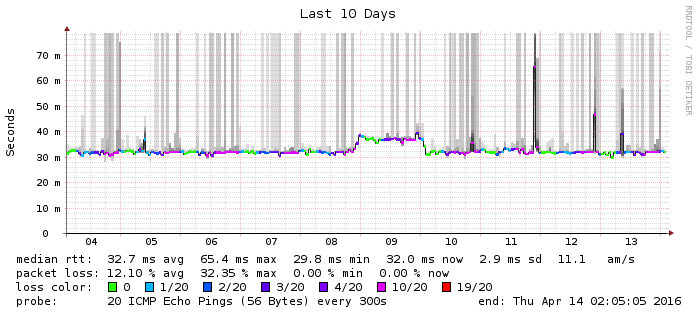 Last 10 Days
RRDTOOL / TOBI OETIKER
Seconds
70 m
60 m
50 m
40 m
30 m
20 m
10 m
0
04 05 06 07 08 09 10 11 12 13
median rtt: 32.7 ms avg 65.4 ms max 29.8 ms min 32.0 ms now 2.9 ms sd 11.1 am/s
packet loss: 12.10 % avg 32.35 % max 0.00 % min 0.00 % now
loss color: 0 1/20 2/20 3/20 4/20 10/20 19/20
probe: 20 ICMP Echo Pings (56 Bytes) every 300s end: Thu Apr 14 02:05:05 2016